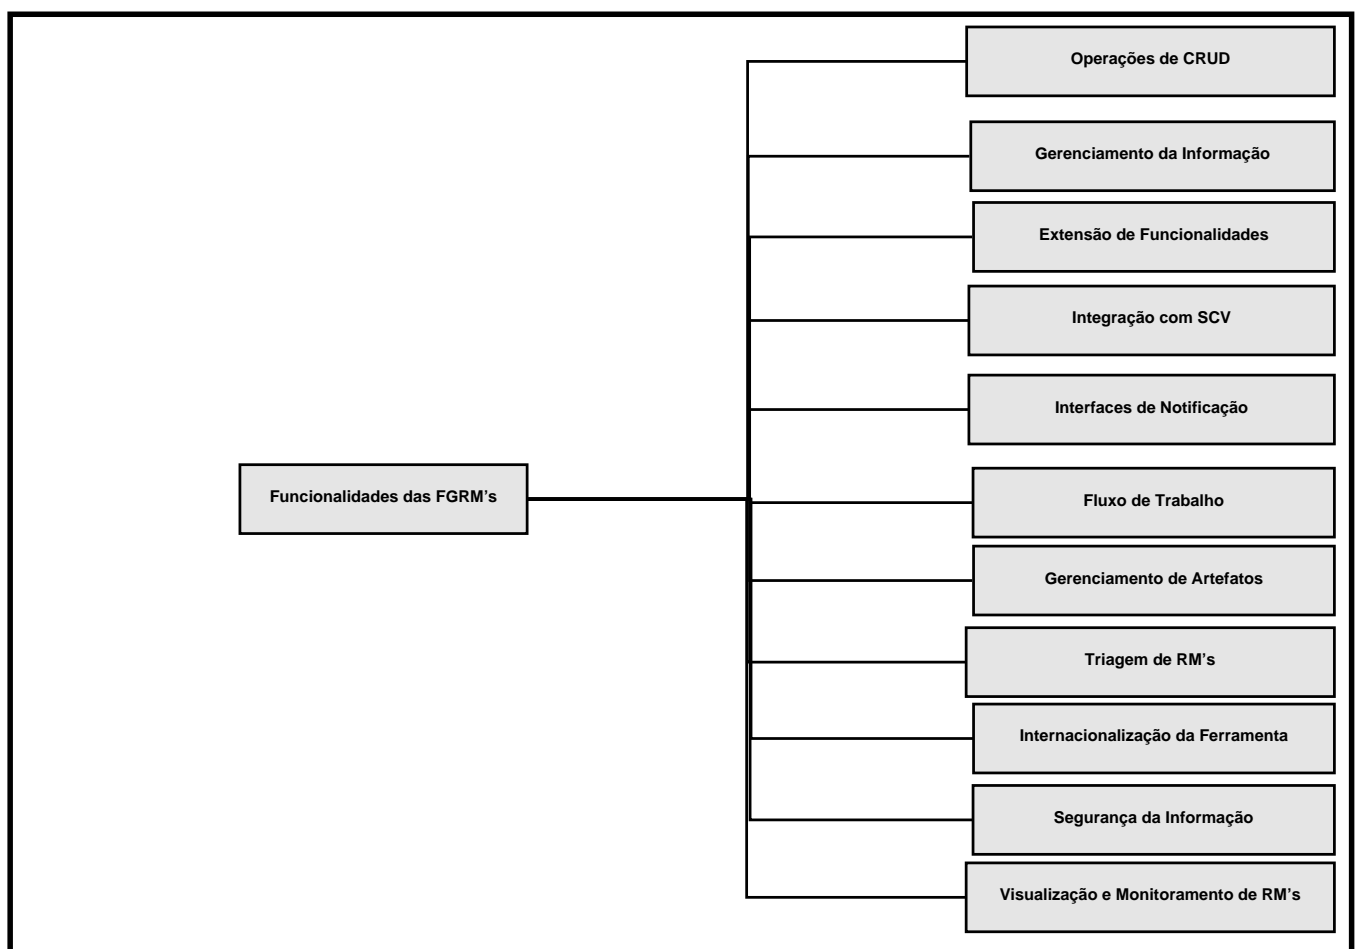 Operações de CRUD
Gerenciamento da Informação
Extensão de Funcionalidades
Integração com SCV
Interfaces de Notificação
Funcionalidades das FGRM’s
Fluxo de Trabalho
Gerenciamento de Artefatos
Triagem de RM’s
Internacionalização da Ferramenta
Segurança da Informação
Visualização e Monitoramento de RM’s